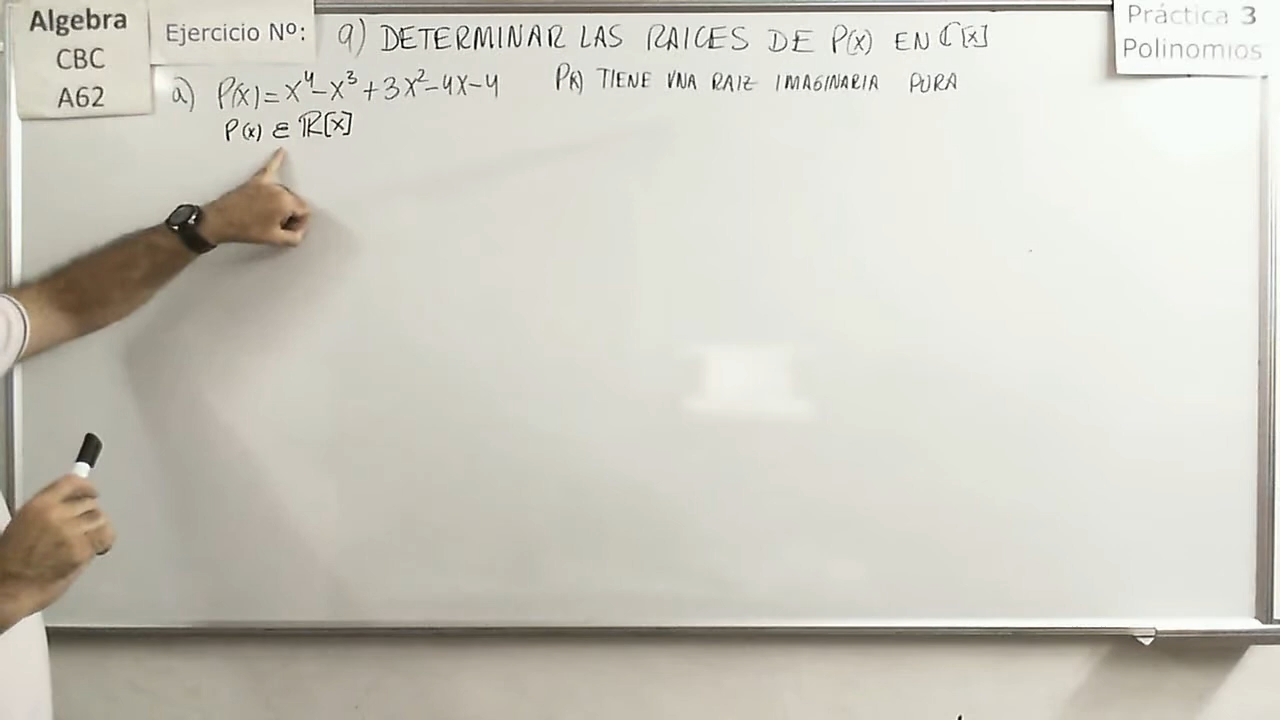 Algebra
CBC
A62
Ejercicio Nº:
9) DETERMINAR LAS RAICES DE P(x) EN ℂ[x]
Práctica 3
Polinomios
a) P(x)=x⁴-x³+3x²-4x-4 P(x) TIENE UNA RAIZ IMAGINARIA PURA
P(x) ∈ ℝ[x]